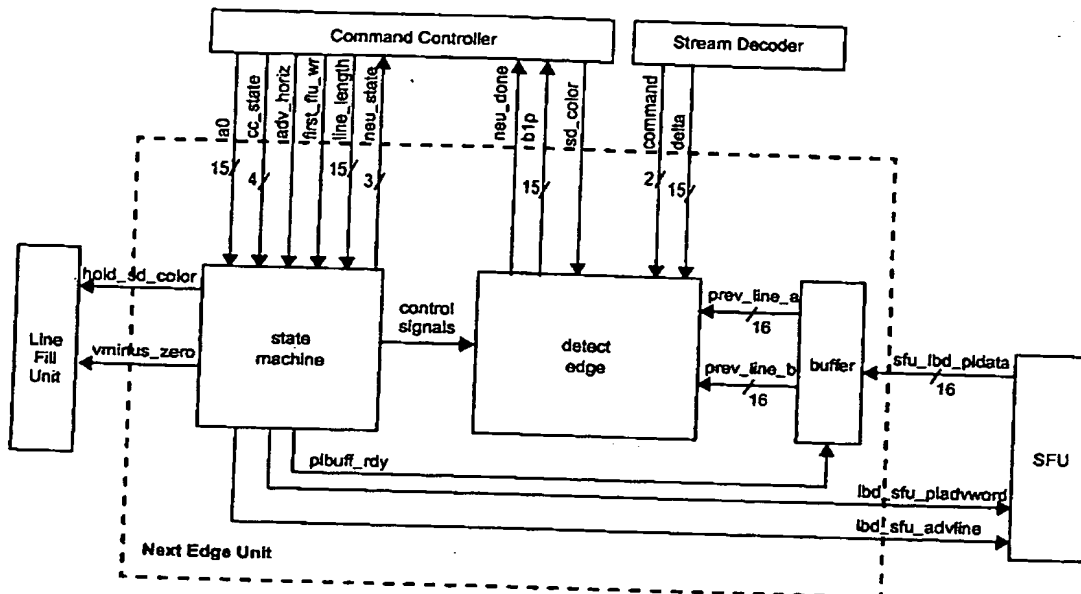 Command Controller
Stream Decoder
a0
cc_state
adv_horiz
first_flu_wr
line_length
neu_state
neu_done
b1p
sd_color
command
delta
15
4
15
3
15
2
15
hold_sd_color
vminus_zero
Line
Fill
Unit
state
machine
control
signals
detect
edge
prev_line_a
16
prev_line_b
16
buffer
sfu_lbd_pldata
16
SFU
plbuff_rdy
lbd_sfu_pladvword
lbd_sfu_advline
Next Edge Unit